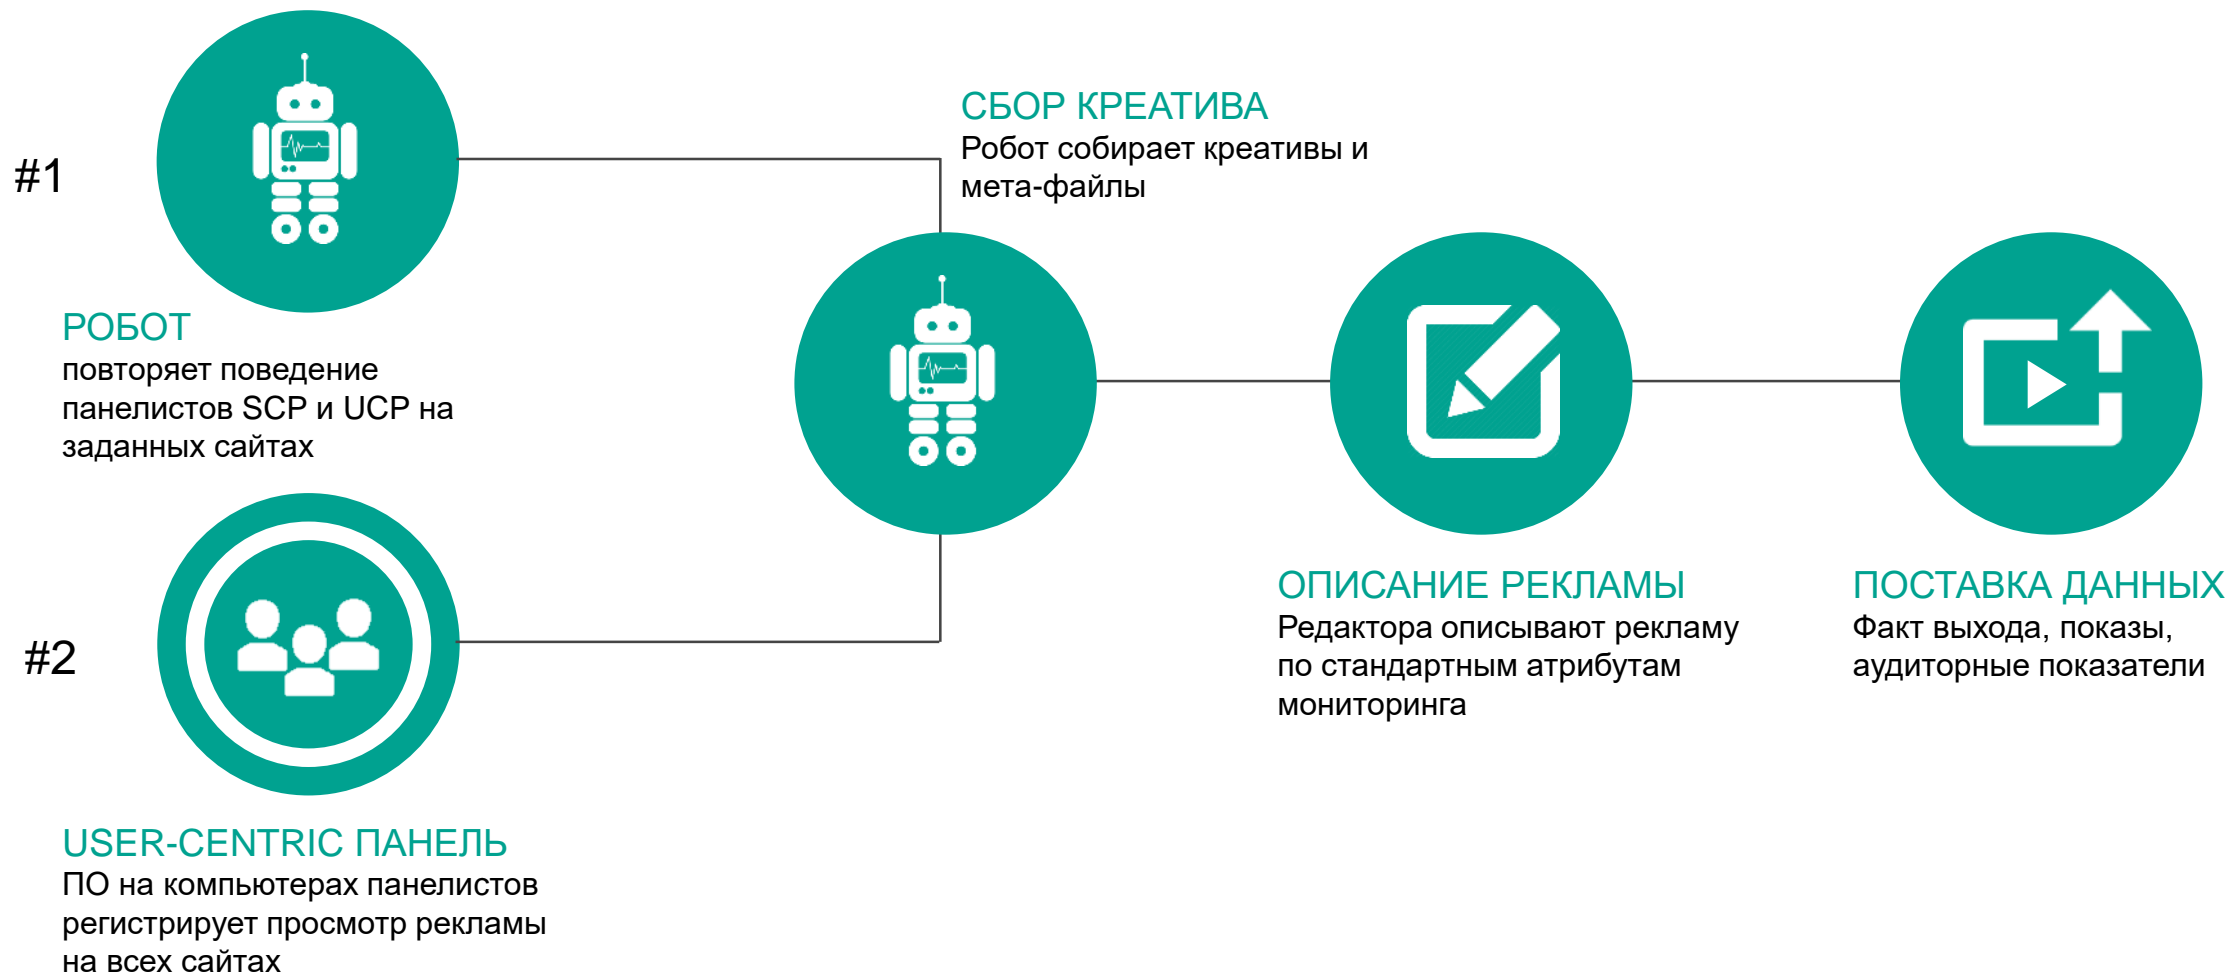 #1
РОБОТ
повторяет поведение
панелистов SCP и UCP на
заданных сайтах
#2
USER-CENTRIC ПАНЕЛЬ
ПО на компьютерах панелистов
регистрирует просмотр рекламы
на всех сайтах
СБОР КРЕАТИВА
Робот собирает креативы и
мета-файлы
ОПИСАНИЕ РЕКЛАМЫ
Редактора описывают рекламу
по стандартным атрибутам
мониторинга
ПОСТАВКА ДАННЫХ
Факт выхода, показы,
аудиторные показатели